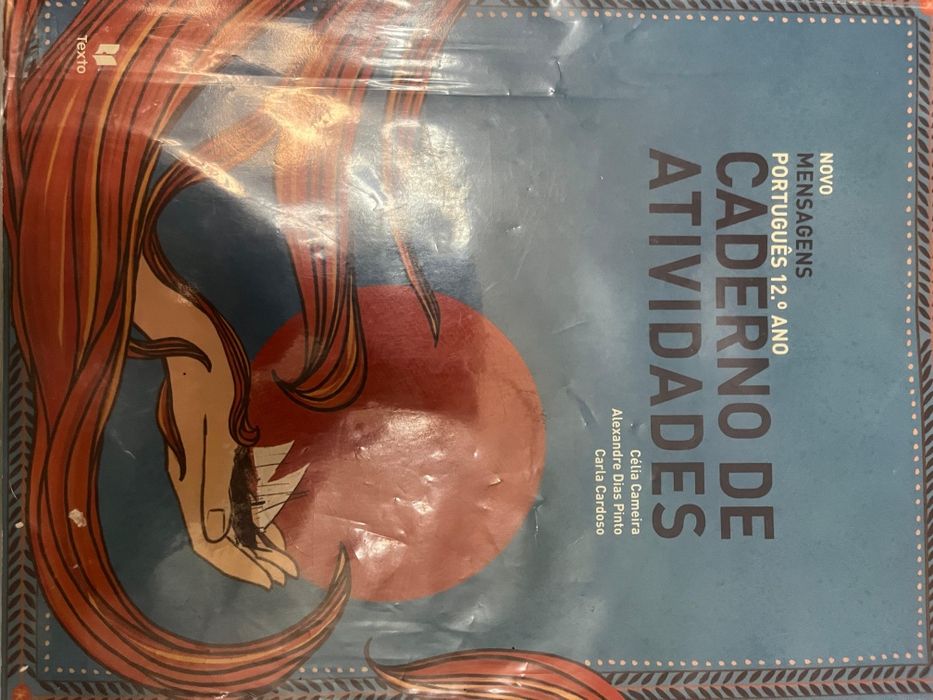 NOVO
MENSAGENS
PORTUGUÊS 12.º ANO
CADERNO DE
ATIVIDADES
Célia Cameira
Alexandre Dias Pinto
Carla Cardoso
Texto